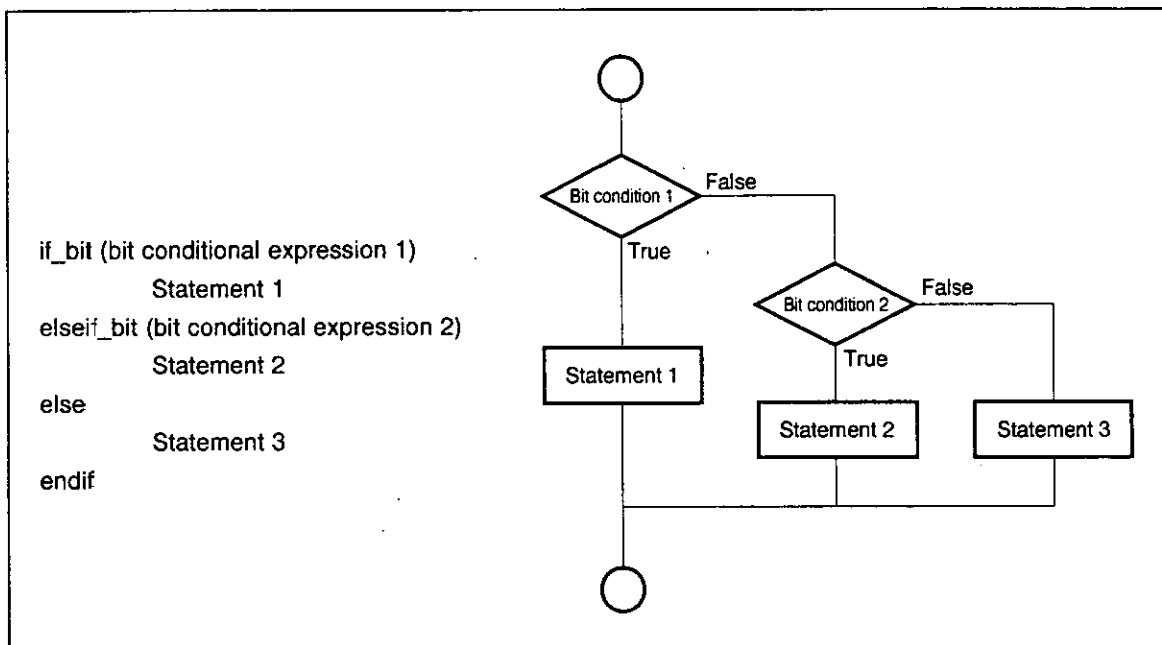 if_bit (bit conditional expression 1)
Statement 1
elseif_bit (bit conditional expression 2)
Statement 2
else
Statement 3
endif
Bit condition 1
False
True
Bit condition 2
False
True
Statement 1
Statement 2
Statement 3